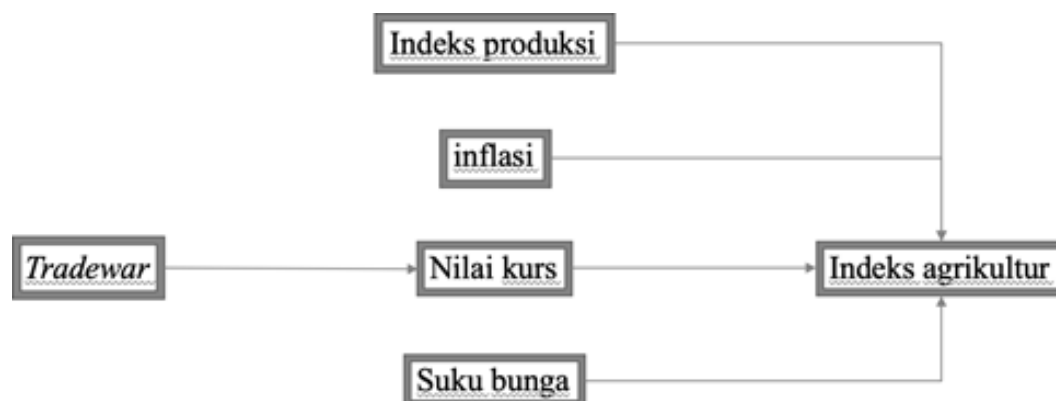 Indeks produksi
inflasi
Tradewar
Nilai kurs
Indeks agrikultur
Suku bunga